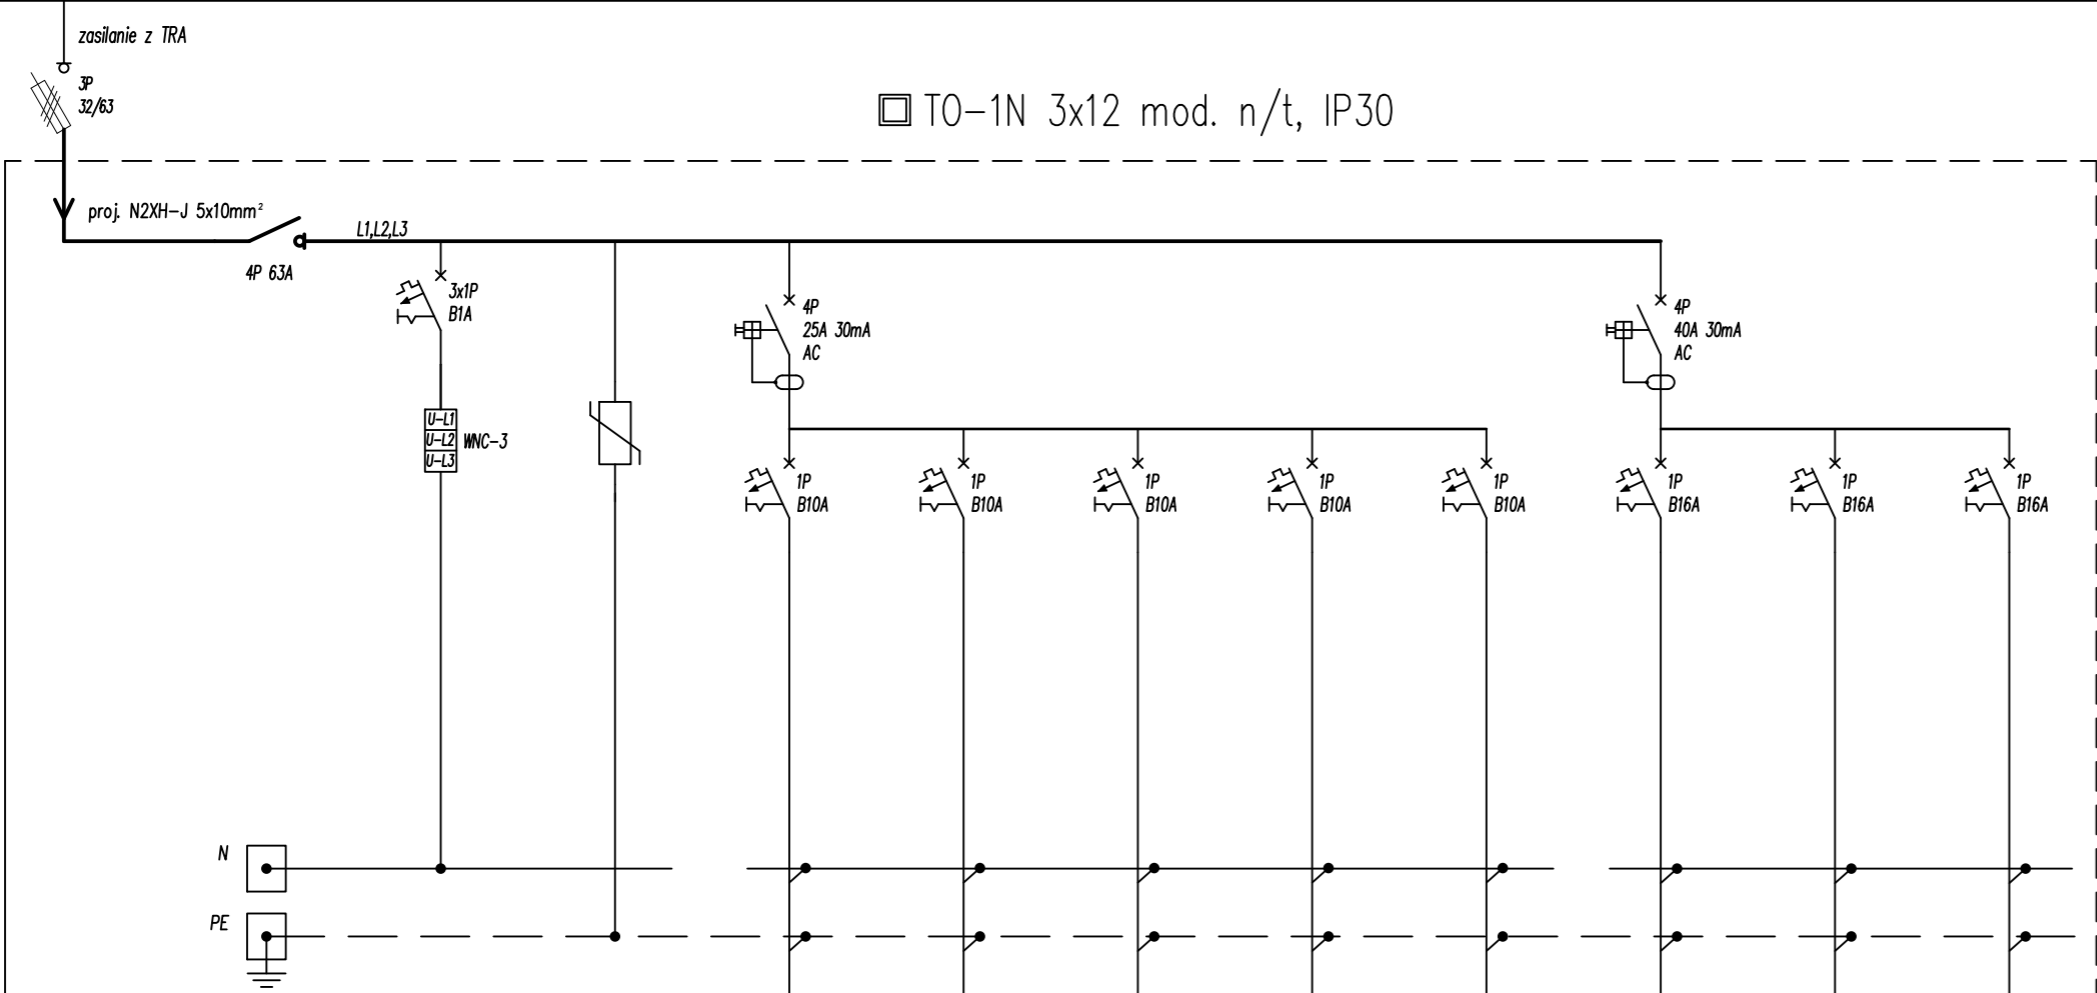 zasilanie z TRA
3P
32/63
TO-1N 3x12 mod. n/t, IP30
proj. N2XH-J 5x10mm²
L1,L2,L3
4P 63A
3x1P
B1A
4P
25A 30mA
AC
4P
40A 30mA
AC
U-L1
U-L2
U-L3
WNC-3
1P
B10A
1P
B10A
1P
B10A
1P
B10A
1P
B10A
1P
B16A
1P
B16A
1P
B16A
N
PE